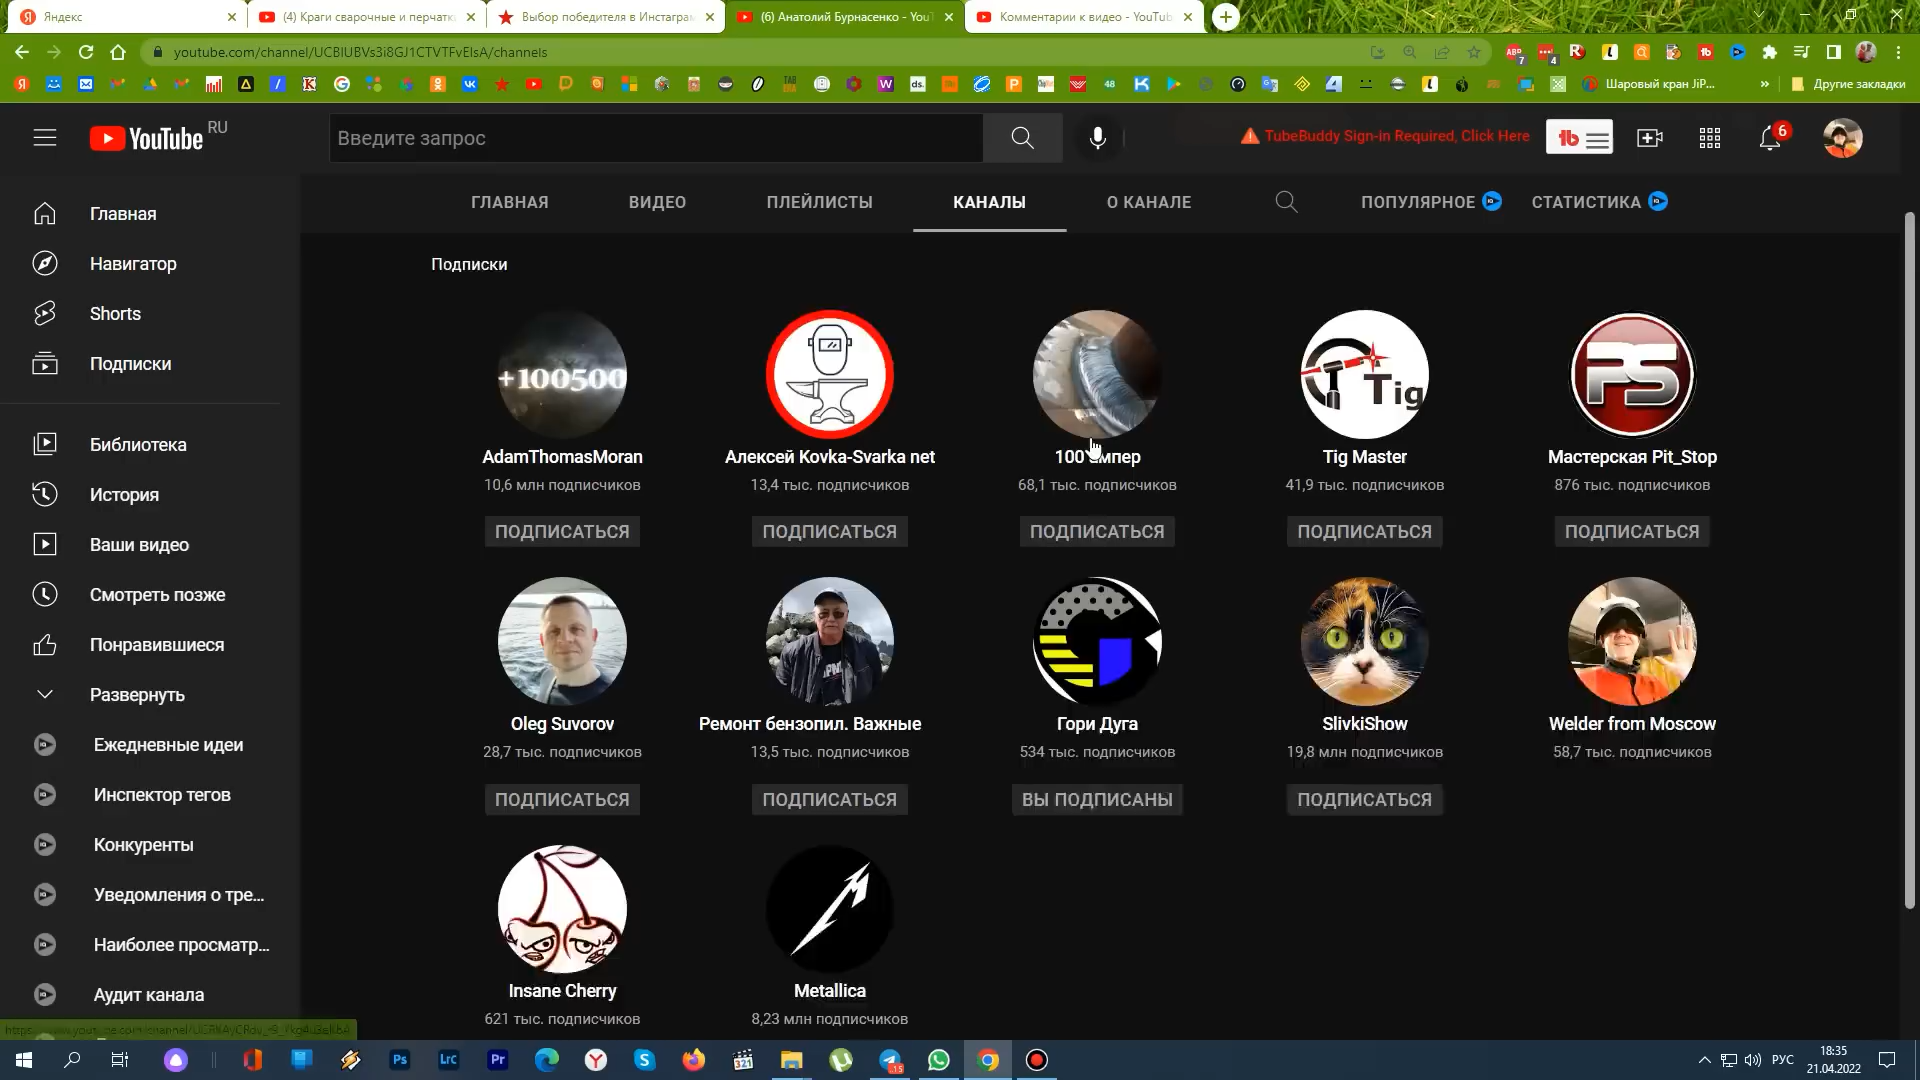 Яндекс
(4) Краги сварочные и перчатк
Выбор победителя в Инстаграм
(6) Анатолий Бурнасенко - YouT
Комментарии к видео - YouTub
youtube.com/channel/UCBlUBVs3i8GJ1CTVTFvElsA/channels
Шаровый кран JiP...
»
Другие закладки
YouTube RU
Введите запрос
TubeBuddy Sign-in Required, Click Here
6
ГЛАВНАЯ
ВИДЕО
ПЛЕЙЛИСТЫ
КАНАЛЫ
О КАНАЛЕ
ПОПУЛЯРНОЕ
СТАТИСТИКА
Главная
Навигатор
Shorts
Подписки
Библиотека
История
Ваши видео
Смотреть позже
Понравившиеся
Развернуть
Ежедневные идеи
Инспектор тегов
Конкуренты
Уведомления о тре...
Наиболее просматр...
Аудит канала
Подписки
+100500
Tig
PS
AdamThomasMoran
Алексей Kovka-Svarka net
100 Ампер
Tig Master
Мастерская Pit_Stop
10,6 млн подписчиков
13,4 тыс. подписчиков
68,1 тыс. подписчиков
41,9 тыс. подписчиков
876 тыс. подписчиков
ПОДПИСАТЬСЯ
ПОДПИСАТЬСЯ
ПОДПИСАТЬСЯ
ПОДПИСАТЬСЯ
ПОДПИСАТЬСЯ
Oleg Suvorov
Ремонт бензопил. Важные
Гори Дуга
SlivkiShow
Welder from Moscow
28,7 тыс. подписчиков
13,5 тыс. подписчиков
534 тыс. подписчиков
19,8 млн подписчиков
58,7 тыс. подписчиков
ПОДПИСАТЬСЯ
ПОДПИСАТЬСЯ
ВЫ ПОДПИСАНЫ
ПОДПИСАТЬСЯ
Insane Cherry
Metallica
621 тыс. подписчиков
8,23 млн подписчиков
Ps
Lrc
Pr
РУС
18:35
21.04.2022